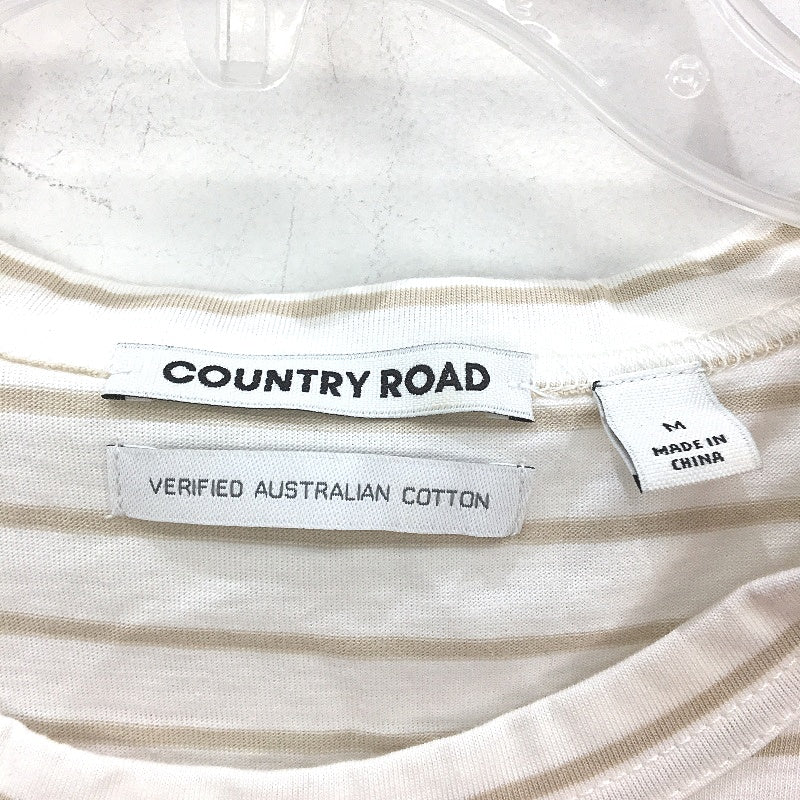 COUNTRY ROAD
VERIFIED AUSTRALIAN COTTON
M
MADE IN
CHINA